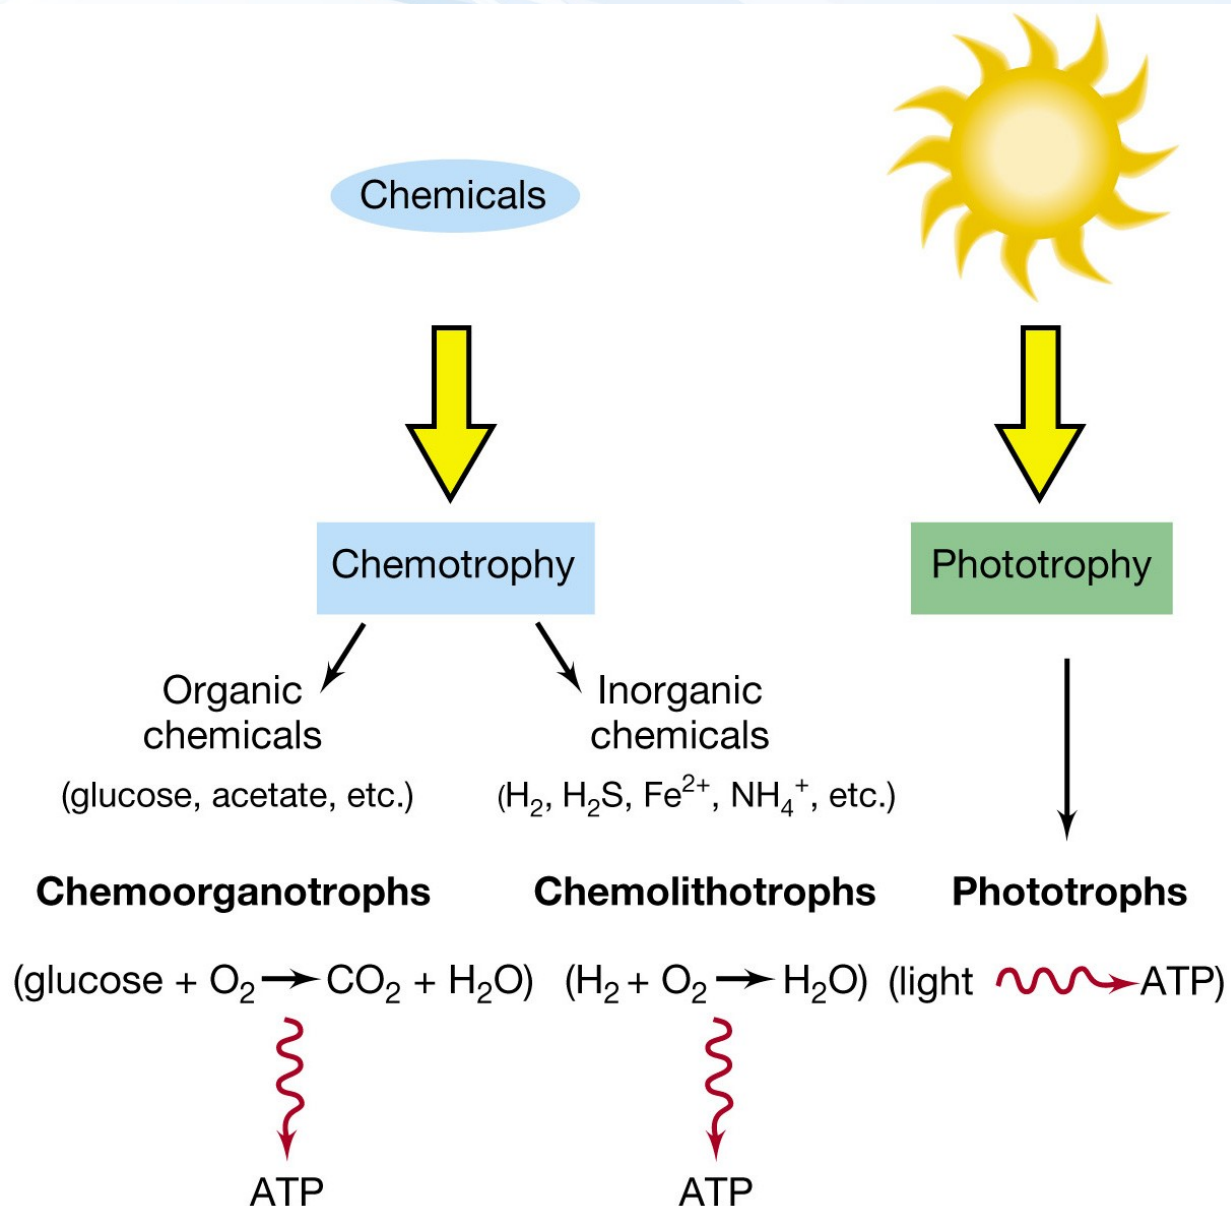 Chemicals
Chemotrophy
Phototrophy
Organic
chemicals
(glucose, acetate, etc.)
Inorganic
chemicals
(H₂, H₂S, Fe²⁺, NH₄⁺, etc.)
Chemoorganotrophs
Chemolithotrophs
Phototrophs
(glucose + O₂ → CO₂ + H₂O)
(H₂ + O₂ → H₂O)
(light → ATP)
ATP
ATP